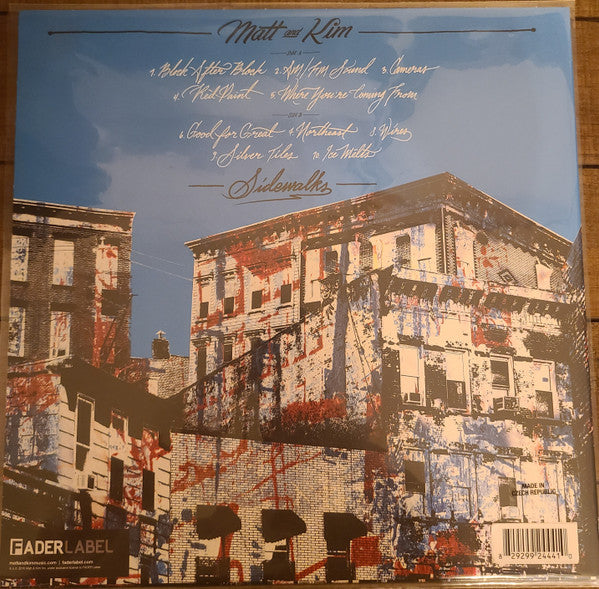 Matt and Kim
SIDE A
1. Block After Block 2. AM/FM Sound 3. Cameras
4. Red Paint 5. Where You're Coming From
SIDE B
6. Good for Great 7. Northeast 8. Wires
9. Silver Tiles 10. Ice Melts
Sidewalks
MADE IN
CZECH REPUBLIC
FADERLABEL
mattandkimmusic.com | faderlabel.com
8 29299 24441 0